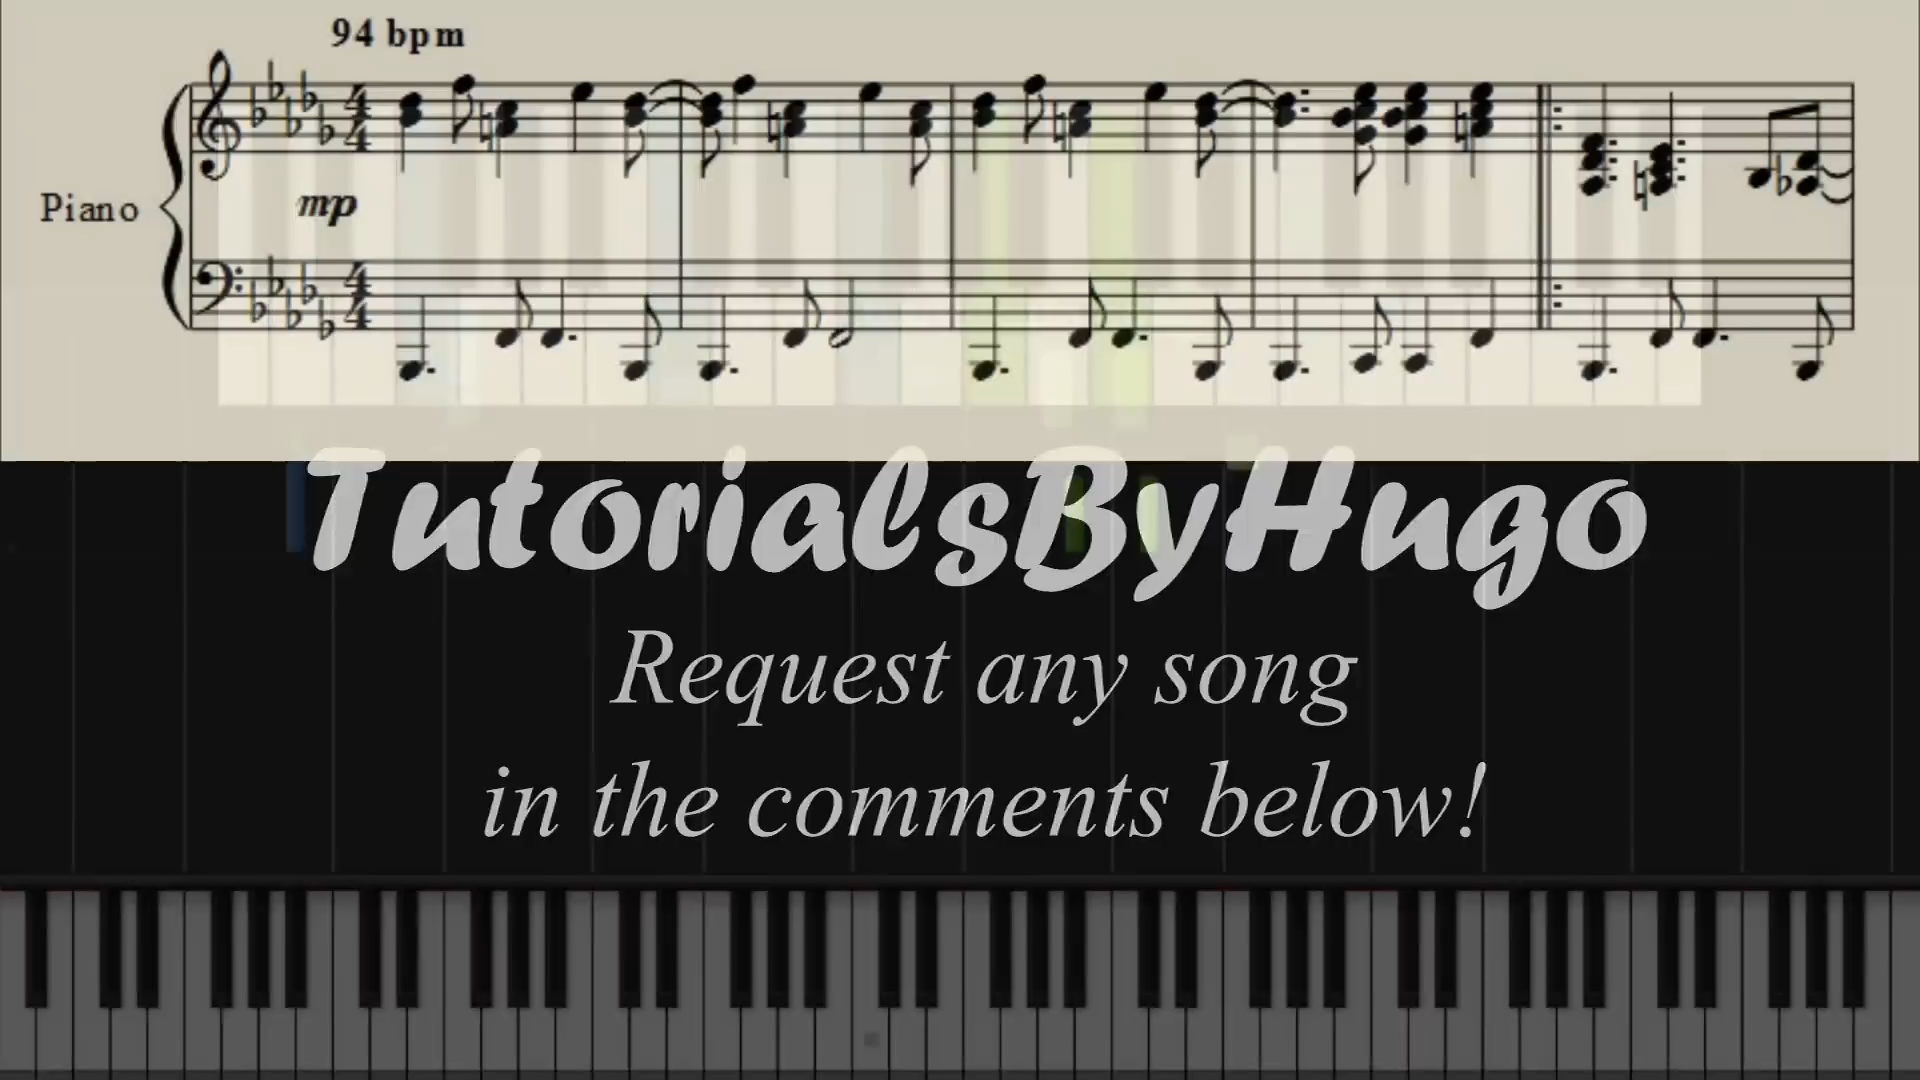 94 bpm
Piano
mp
TutorialsByHugo
Request any song
in the comments below!